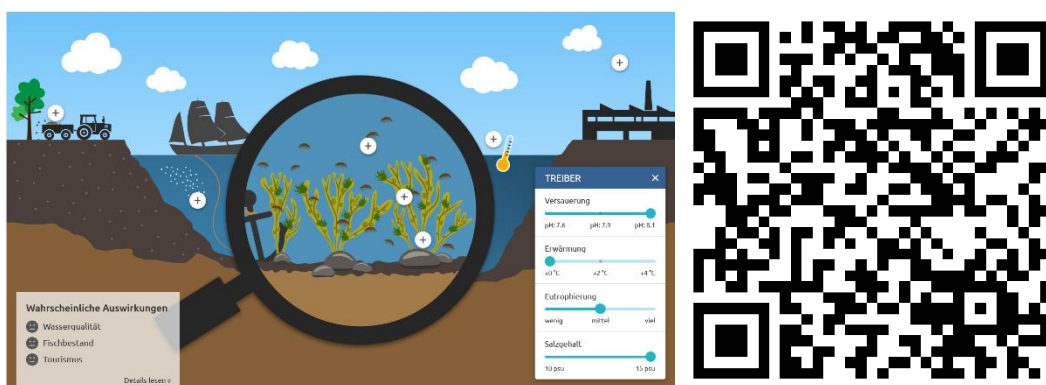 TREIBER
Versauerung
pH: 7.6 pH: 7.9 pH: 8.1
Erwärmung
+0 °C +2 °C +4 °C
Eutrophierung
wenig mittel viel
Salzgehalt
10 psu 15 psu
Wahrscheinliche Auswirkungen
Wasserqualität
Fischbestand
Tourismus
Details lesen »